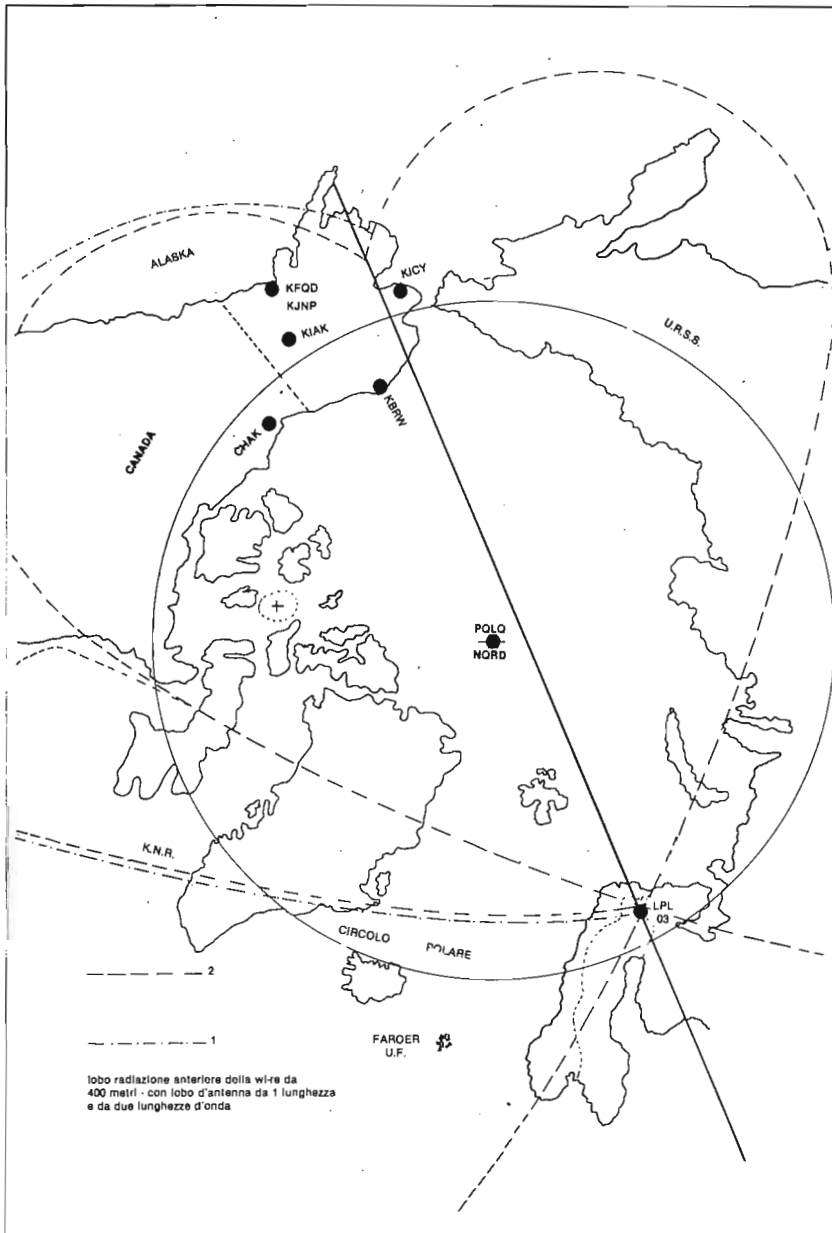 ALASKA
KFQD
KJNP
KICY
KIAK
U.R.S.S.
KBRW
CHAK
CANADA
POLO
NORD
K.N.R.
LPL
03
CIRCOLO POLARE
2
1
FAROER
U.F.
lobo radiazione anteriore della wi-re da
400 metri - con lobo d'antenna da 1 lunghezza
e da due lunghezze d'onda